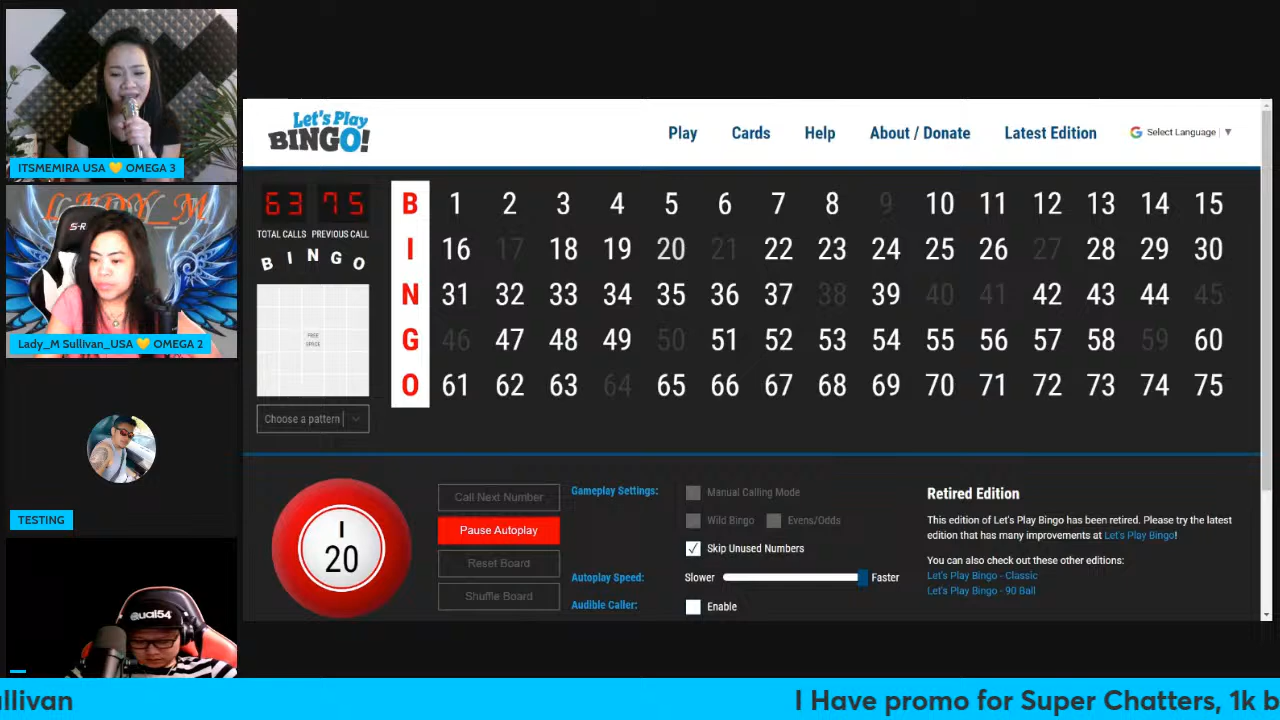 ITSMEMIRA USA 💛 OMEGA 3
LADY_M
S-R
Lady_M Sullivan_USA 💛 OMEGA 2
TESTING
QUAL54
Let's Play
BINGO!
Play Cards Help About / Donate Latest Edition Select Language ▼
63 75
TOTAL CALLS PREVIOUS CALL
B I N G O
FREE
SPACE
Choose a pattern
B 1 2 3 4 5 6 7 8 9 10 11 12 13 14 15
I 16 17 18 19 20 21 22 23 24 25 26 27 28 29 30
N 31 32 33 34 35 36 37 38 39 40 41 42 43 44 45
G 46 47 48 49 50 51 52 53 54 55 56 57 58 59 60
O 61 62 63 64 65 66 67 68 69 70 71 72 73 74 75
I
20
Call Next Number
Pause Autoplay
Reset Board
Shuffle Board
Gameplay Settings:
Manual Calling Mode
Wild Bingo Evens/Odds
Skip Unused Numbers
Autoplay Speed: Slower Faster
Audible Caller: Enable
Retired Edition
This edition of Let's Play Bingo has been retired. Please try the latest
edition that has many improvements at Let's Play Bingo!
You can also check out these other editions:
Let's Play Bingo - Classic
Let's Play Bingo - 90 Ball
llivan I Have promo for Super Chatters, 1k b